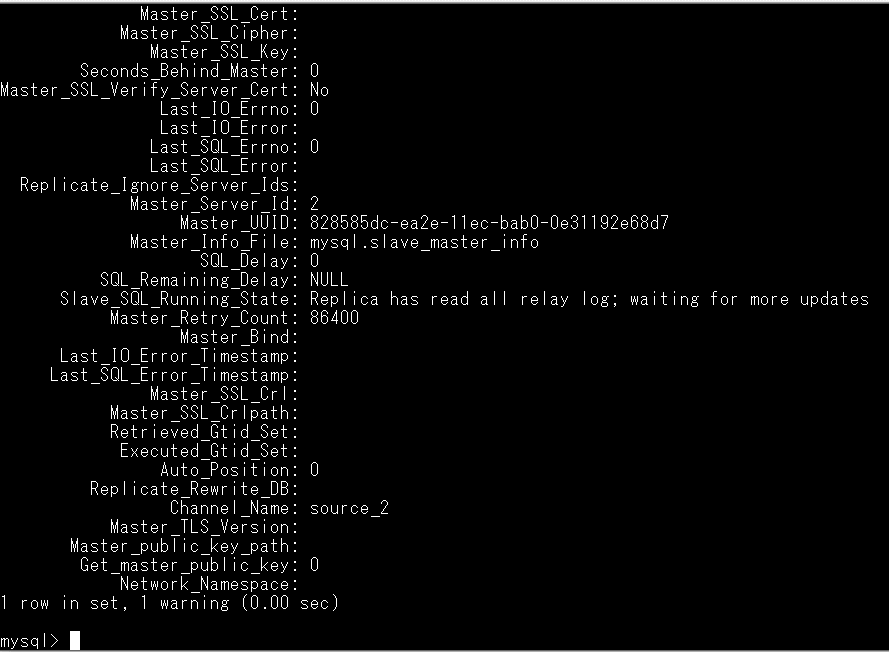 Master_SSL_Cert:
Master_SSL_Cipher:
Master_SSL_Key:
Seconds_Behind_Master: 0
Master_SSL_Verify_Server_Cert: No
Last_IO_Errno: 0
Last_IO_Error:
Last_SQL_Errno: 0
Last_SQL_Error:
Replicate_Ignore_Server_Ids:
Master_Server_Id: 2
Master_UUID: 828585dc-ea2e-11ec-bab0-0e31192e68d7
Master_Info_File: mysql.slave_master_info
SQL_Delay: 0
SQL_Remaining_Delay: NULL
Slave_SQL_Running_State: Replica has read all relay log; waiting for more updates
Master_Retry_Count: 86400
Master_Bind:
Last_IO_Error_Timestamp:
Last_SQL_Error_Timestamp:
Master_SSL_Crl:
Master_SSL_Crlpath:
Retrieved_Gtid_Set:
Executed_Gtid_Set:
Auto_Position: 0
Replicate_Rewrite_DB:
Channel_Name: source_2
Master_TLS_Version:
Master_public_key_path:
Get_master_public_key: 0
Network_Namespace:
1 row in set, 1 warning (0.00 sec)
mysql>